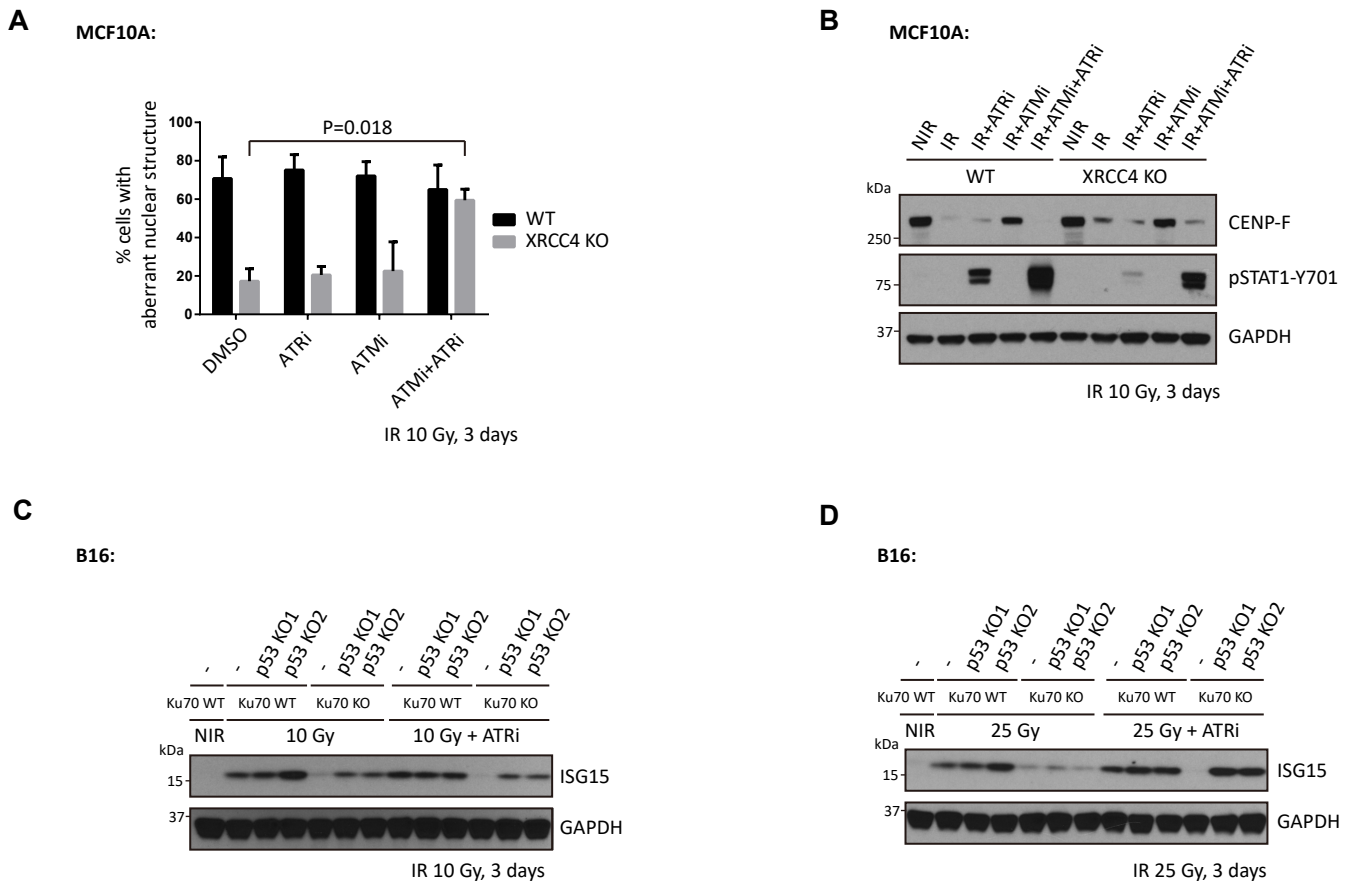 A
MCF10A:
P=0.018
100
80
60
40
20
0
% cells with
aberrant nuclear structure
WT
XRCC4 KO
DMSO
ATRi
ATMi
ATMi+ATRi
IR 10 Gy, 3 days
B
MCF10A:
NIR IR IR+ATRi IR+ATMi IR+ATMi+ATRi NIR IR IR+ATRi IR+ATMi IR+ATMi+ATRi
WT XRCC4 KO
kDa
CENP-F
250
pSTAT1-Y701
75
37
GAPDH
IR 10 Gy, 3 days
C
B16:
- - p53 KO1 p53 KO2 - p53 KO1 p53 KO2 - p53 KO1 p53 KO2 - p53 KO1 p53 KO2
Ku70 WT Ku70 WT Ku70 KO Ku70 WT Ku70 KO
NIR 10 Gy 10 Gy + ATRi
kDa
15 ISG15
37
GAPDH
IR 10 Gy, 3 days
D
B16:
- - p53 KO1 p53 KO2 - p53 KO1 p53 KO2 - p53 KO1 p53 KO2 - p53 KO1 p53 KO2
Ku70 WT Ku70 WT Ku70 KO Ku70 WT Ku70 KO
NIR 25 Gy 25 Gy + ATRi
kDa
15 ISG15
37
GAPDH
IR 25 Gy, 3 days